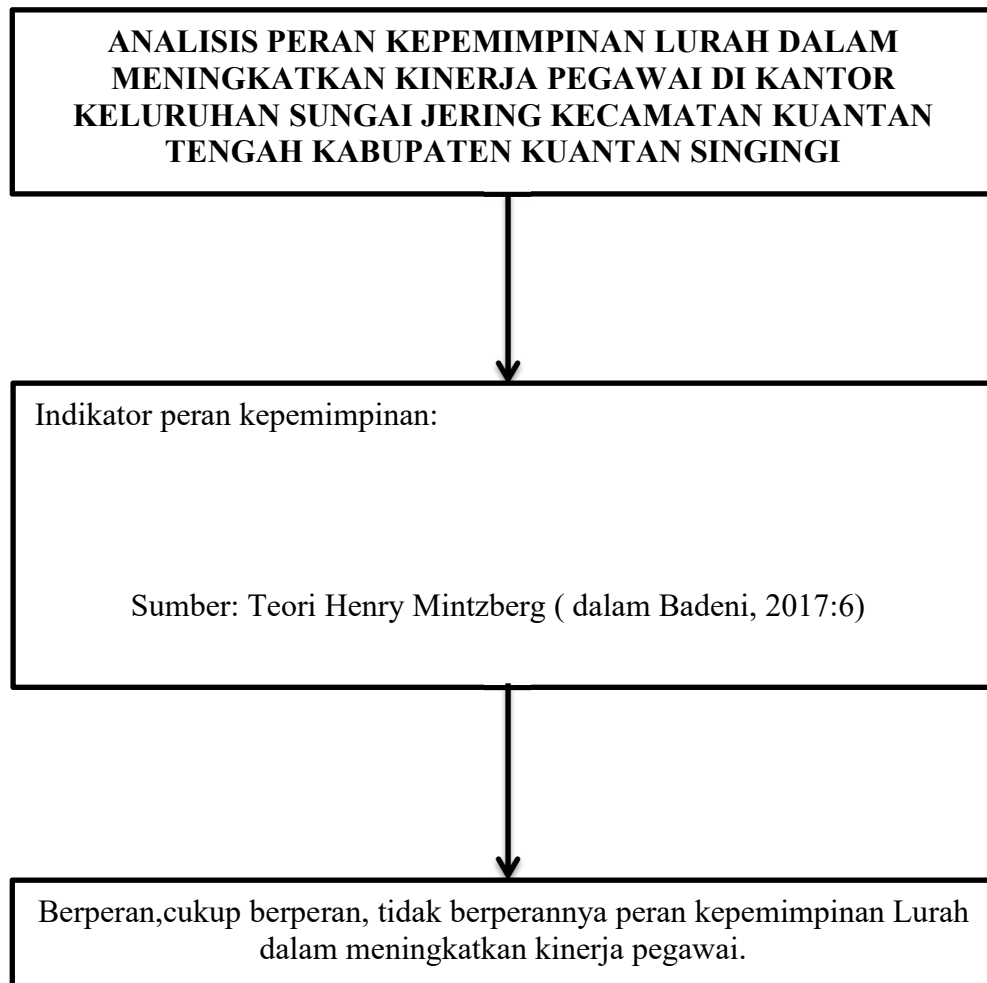 ANALISIS PERAN KEPEMIMPINAN LURAH DALAM
MENINGKATKAN KINERJA PEGAWAI DI KANTOR
KELURUHAN SUNGAI JERING KECAMATAN KUANTAN
TENGAH KABUPATEN KUANTAN SINGINGI
Indikator peran kepemimpinan:
Sumber: Teori Henry Mintzberg ( dalam Badeni, 2017:6)
Berperan,cukup berperan, tidak berperannya peran kepemimpinan Lurah
dalam meningkatkan kinerja pegawai.